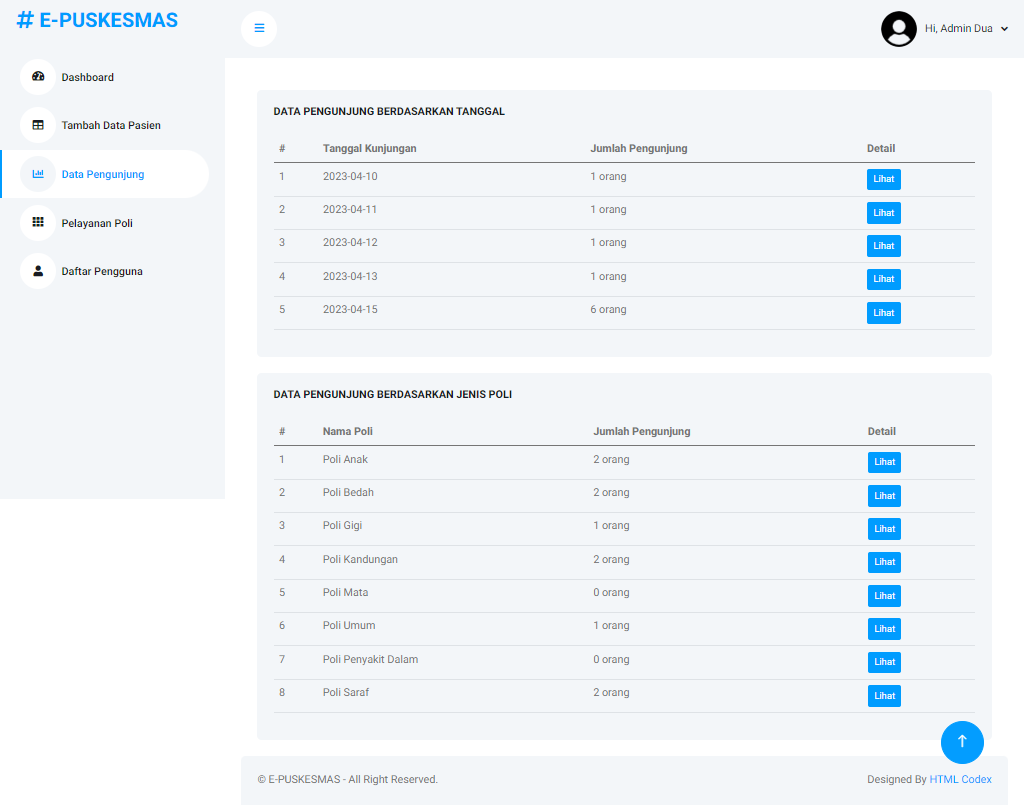 # E-PUSKESMAS
Hi, Admin Dua
Dashboard
Tambah Data Pasien
Data Pengunjung
Pelayanan Poli
Daftar Pengguna
DATA PENGUNJUNG BERDASARKAN TANGGAL
# Tanggal Kunjungan Jumlah Pengunjung Detail
1 2023-04-10 1 orang Lihat
2 2023-04-11 1 orang Lihat
3 2023-04-12 1 orang Lihat
4 2023-04-13 1 orang Lihat
5 2023-04-15 6 orang Lihat
DATA PENGUNJUNG BERDASARKAN JENIS POLI
# Nama Poli Jumlah Pengunjung Detail
1 Poli Anak 2 orang Lihat
2 Poli Bedah 2 orang Lihat
3 Poli Gigi 1 orang Lihat
4 Poli Kandungan 2 orang Lihat
5 Poli Mata 0 orang Lihat
6 Poli Umum 1 orang Lihat
7 Poli Penyakit Dalam 0 orang Lihat
8 Poli Saraf 2 orang Lihat
© E-PUSKESMAS - All Right Reserved. Designed By HTML Codex